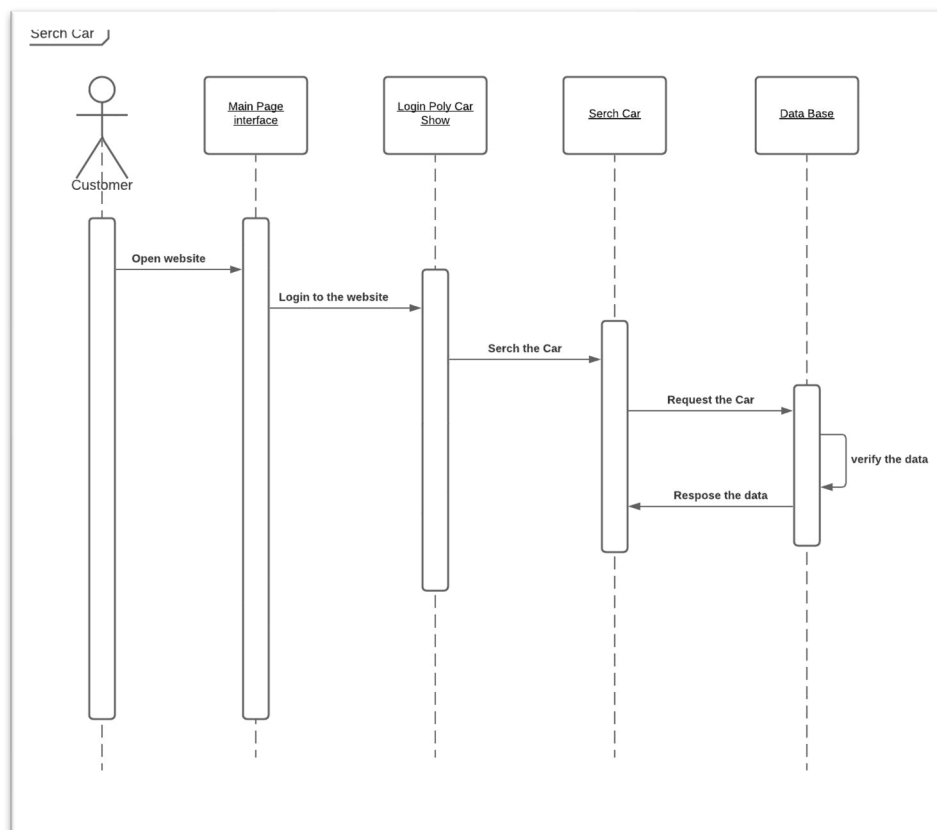 Serch Car
Customer
Main Page
interface
Login Poly Car
Show
Serch Car
Data Base
Open website
Login to the website
Serch the Car
Request the Car
verify the data
Respose the data